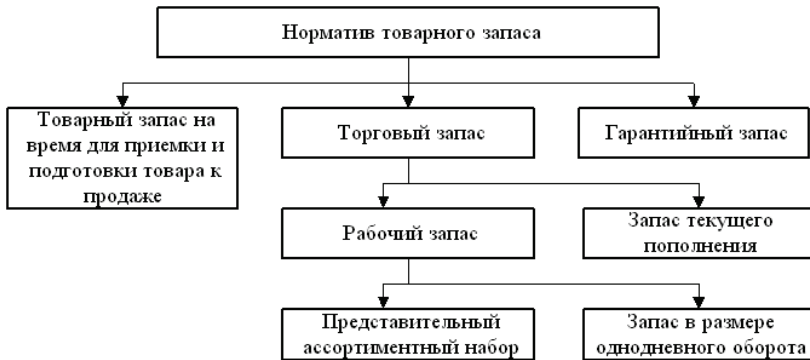 Норматив товарного запаса
Товарный запас на
время для приемки и
подготовки товара к
продаже
Торговый запас
Гарантийный запас
Рабочий запас
Запас текущего
пополнения
Представительный
ассортиментный набор
Запас в размере
однодневного оборота